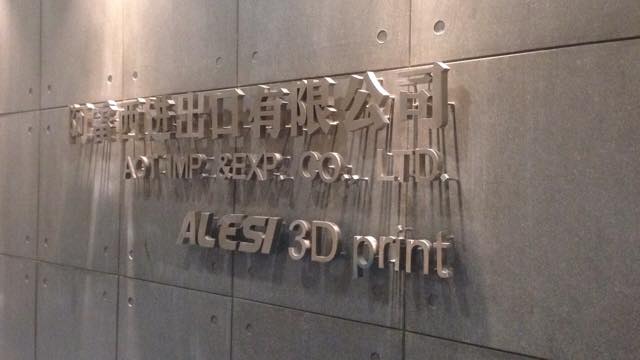 进出口有限公司
IMP. &EXP. CO., LTD.
ALESI 3D print